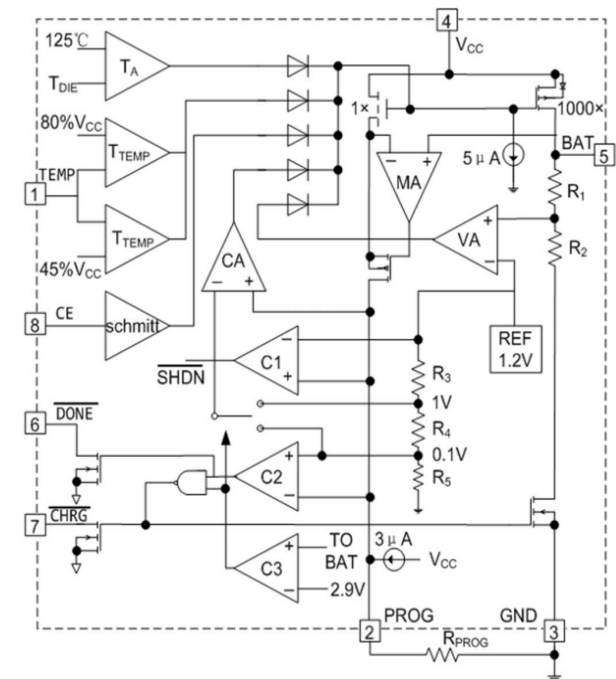 4
125℃
V_CC
T_A
T_DIE
1×
1000×
80%V_CC
BAT
5
T_TEMP
5μA
TEMP
1
MA
R_1
T_TEMP
VA
R_2
CA
45%V_CC
CE
8
schmitt
REF
1.2V
C1
SHDN
R_3
1V
DONE
6
R_4
0.1V
C2
R_5
CHRG
7
3μA
TO
BAT
V_CC
C3
2.9V
PROG
GND
2
3
R_PROG